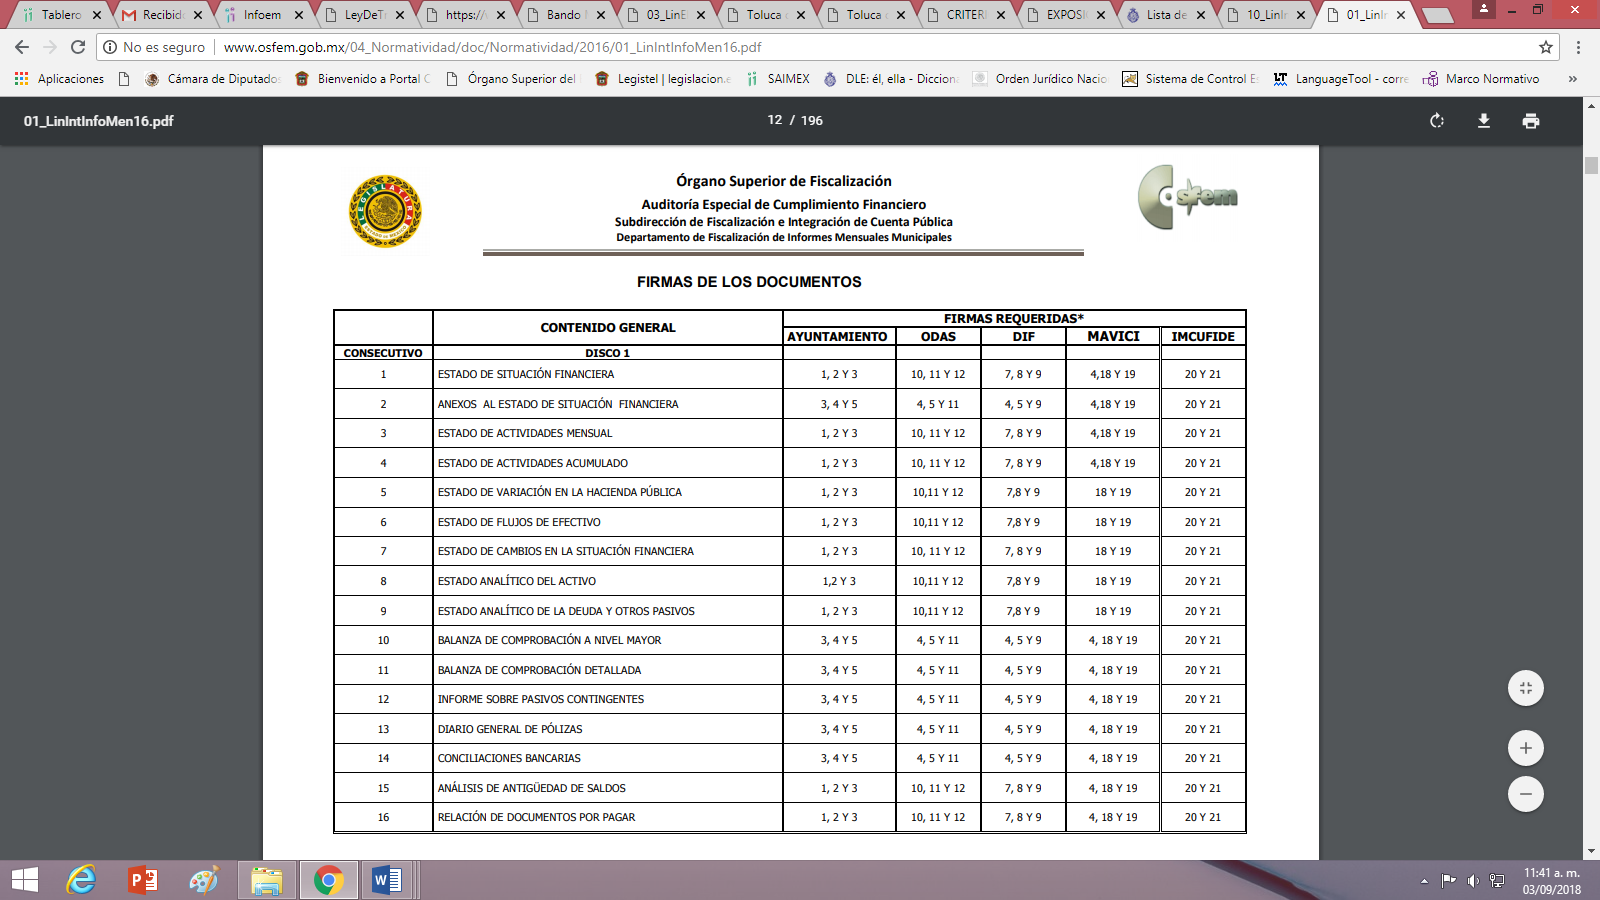 Tablero
Recibido
Infoem
LeyDeTr
https://
Bando M
03_LinE
Toluca
Toluca
CRITERI
EXPOSI
Lista de
10_LinIr
01_LinIr
No es seguro www.osfem.gob.mx/04_Normatividad/doc/Normatividad/2016/01_LinIntInfoMen16.pdf
Aplicaciones Cámara de Diputados Bienvenido a Portal C Órgano Superior del Legistel | legislacion.e SAIMEX DLE: él, ella - Diccion Orden Jurídico Nacio Sistema de Control Es LanguageTool - corre Marco Normativo »
01_LinIntInfoMen16.pdf 12 / 196
LEGISLATURA
ESTADO DE MÉXICO
Órgano Superior de Fiscalización
Auditoría Especial de Cumplimiento Financiero
Subdirección de Fiscalización e Integración de Cuenta Pública
Departamento de Fiscalización de Informes Mensuales Municipales
Osfem
FIRMAS DE LOS DOCUMENTOS
CONTENIDO GENERAL FIRMAS REQUERIDAS*
AYUNTAMIENTO ODAS DIF MAVICI IMCUFIDE
CONSECUTIVO DISCO 1
1 ESTADO DE SITUACIÓN FINANCIERA 1, 2 Y 3 10, 11 Y 12 7, 8 Y 9 4,18 Y 19 20 Y 21
2 ANEXOS AL ESTADO DE SITUACIÓN FINANCIERA 3, 4 Y 5 4, 5 Y 11 4, 5 Y 9 4,18 Y 19 20 Y 21
3 ESTADO DE ACTIVIDADES MENSUAL 1, 2 Y 3 10, 11 Y 12 7, 8 Y 9 4,18 Y 19 20 Y 21
4 ESTADO DE ACTIVIDADES ACUMULADO 1, 2 Y 3 10, 11 Y 12 7, 8 Y 9 4,18 Y 19 20 Y 21
5 ESTADO DE VARIACIÓN EN LA HACIENDA PÚBLICA 1, 2 Y 3 10,11 Y 12 7,8 Y 9 18 Y 19 20 Y 21
6 ESTADO DE FLUJOS DE EFECTIVO 1, 2 Y 3 10,11 Y 12 7,8 Y 9 18 Y 19 20 Y 21
7 ESTADO DE CAMBIOS EN LA SITUACIÓN FINANCIERA 1, 2 Y 3 10, 11 Y 12 7, 8 Y 9 18 Y 19 20 Y 21
8 ESTADO ANALÍTICO DEL ACTIVO 1,2 Y 3 10,11 Y 12 7,8 Y 9 18 Y 19 20 Y 21
9 ESTADO ANALÍTICO DE LA DEUDA Y OTROS PASIVOS 1, 2 Y 3 10,11 Y 12 7,8 Y 9 18 Y 19 20 Y 21
10 BALANZA DE COMPROBACIÓN A NIVEL MAYOR 3, 4 Y 5 4, 5 Y 11 4, 5 Y 9 4, 18 Y 19 20 Y 21
11 BALANZA DE COMPROBACIÓN DETALLADA 3, 4 Y 5 4, 5 Y 11 4, 5 Y 9 4, 18 Y 19 20 Y 21
12 INFORME SOBRE PASIVOS CONTINGENTES 3, 4 Y 5 4, 5 Y 11 4, 5 Y 9 4, 18 Y 19 20 Y 21
13 DIARIO GENERAL DE PÓLIZAS 3, 4 Y 5 4, 5 Y 11 4, 5 Y 9 4, 18 Y 19 20 Y 21
14 CONCILIACIONES BANCARIAS 3, 4 Y 5 4, 5 Y 11 4, 5 Y 9 4, 18 Y 19 20 Y 21
15 ANÁLISIS DE ANTIGÜEDAD DE SALDOS 1, 2 Y 3 10, 11 Y 12 7, 8 Y 9 4, 18 Y 19 20 Y 21
16 RELACIÓN DE DOCUMENTOS POR PAGAR 1, 2 Y 3 10, 11 Y 12 7, 8 Y 9 4, 18 Y 19 20 Y 21
11:41 a. m.
03/09/2018